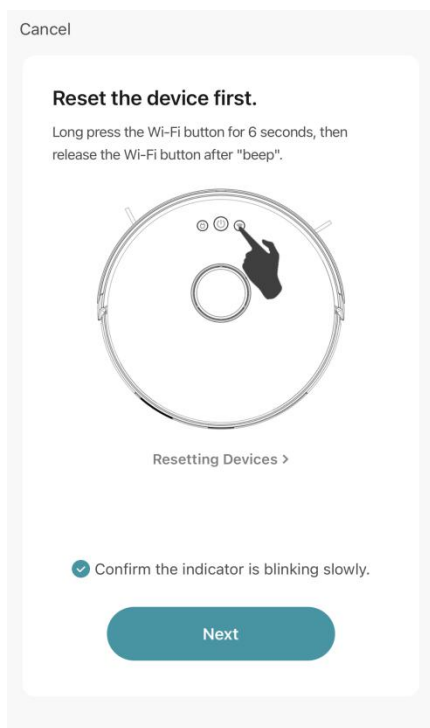 Cancel
Reset the device first.
Long press the Wi-Fi button for 6 seconds, then
release the Wi-Fi button after "beep".
Resetting Devices >
Confirm the indicator is blinking slowly.
Next